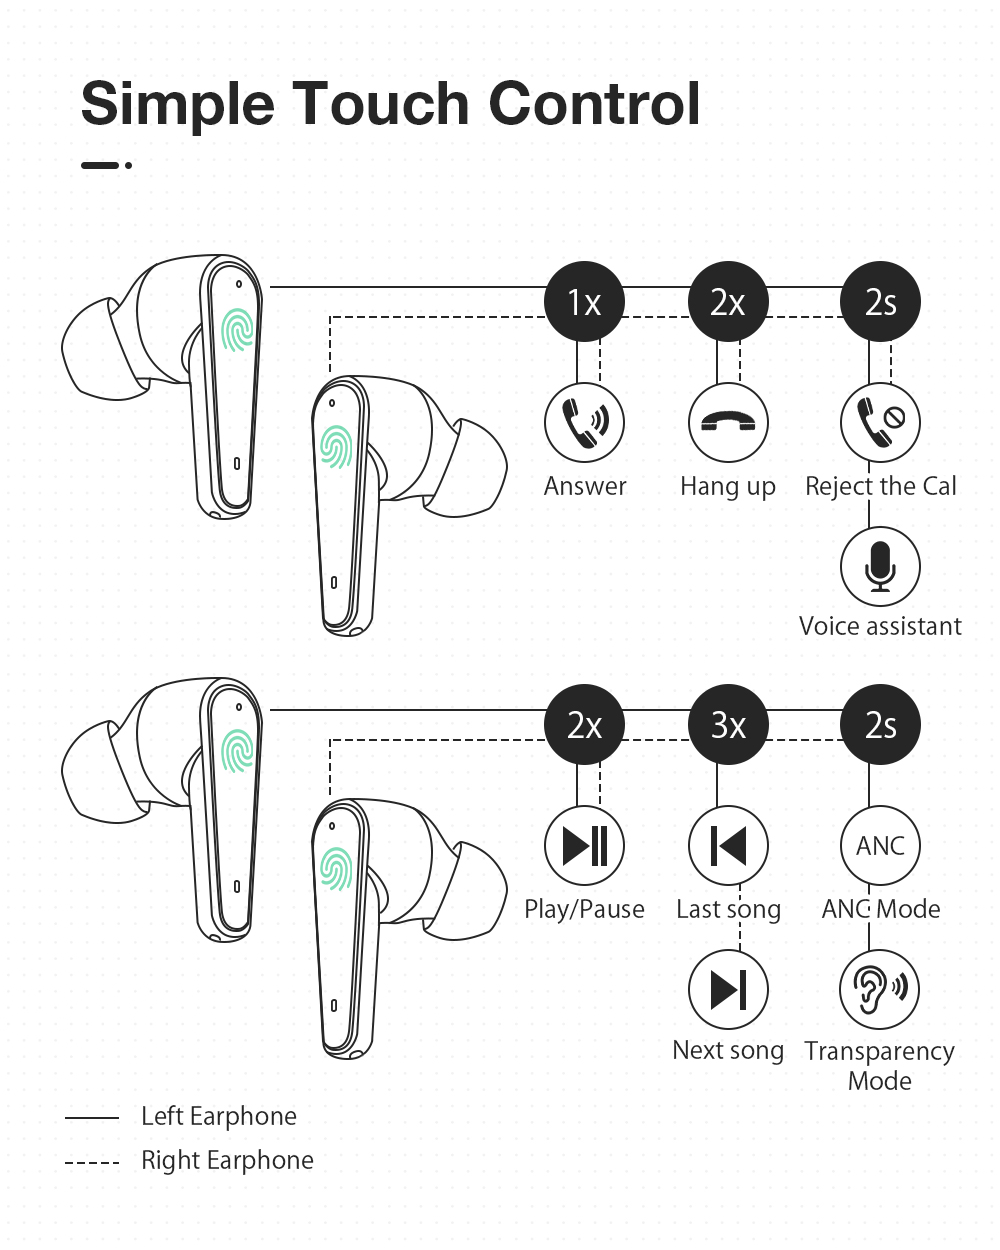 Simple Touch Control
1x 2x 2s
Answer Hang up Reject the Cal
Voice assistant
2x 3x 2s
ANC
Play/Pause Last song ANC Mode
Next song Transparency
Mode
Left Earphone
Right Earphone